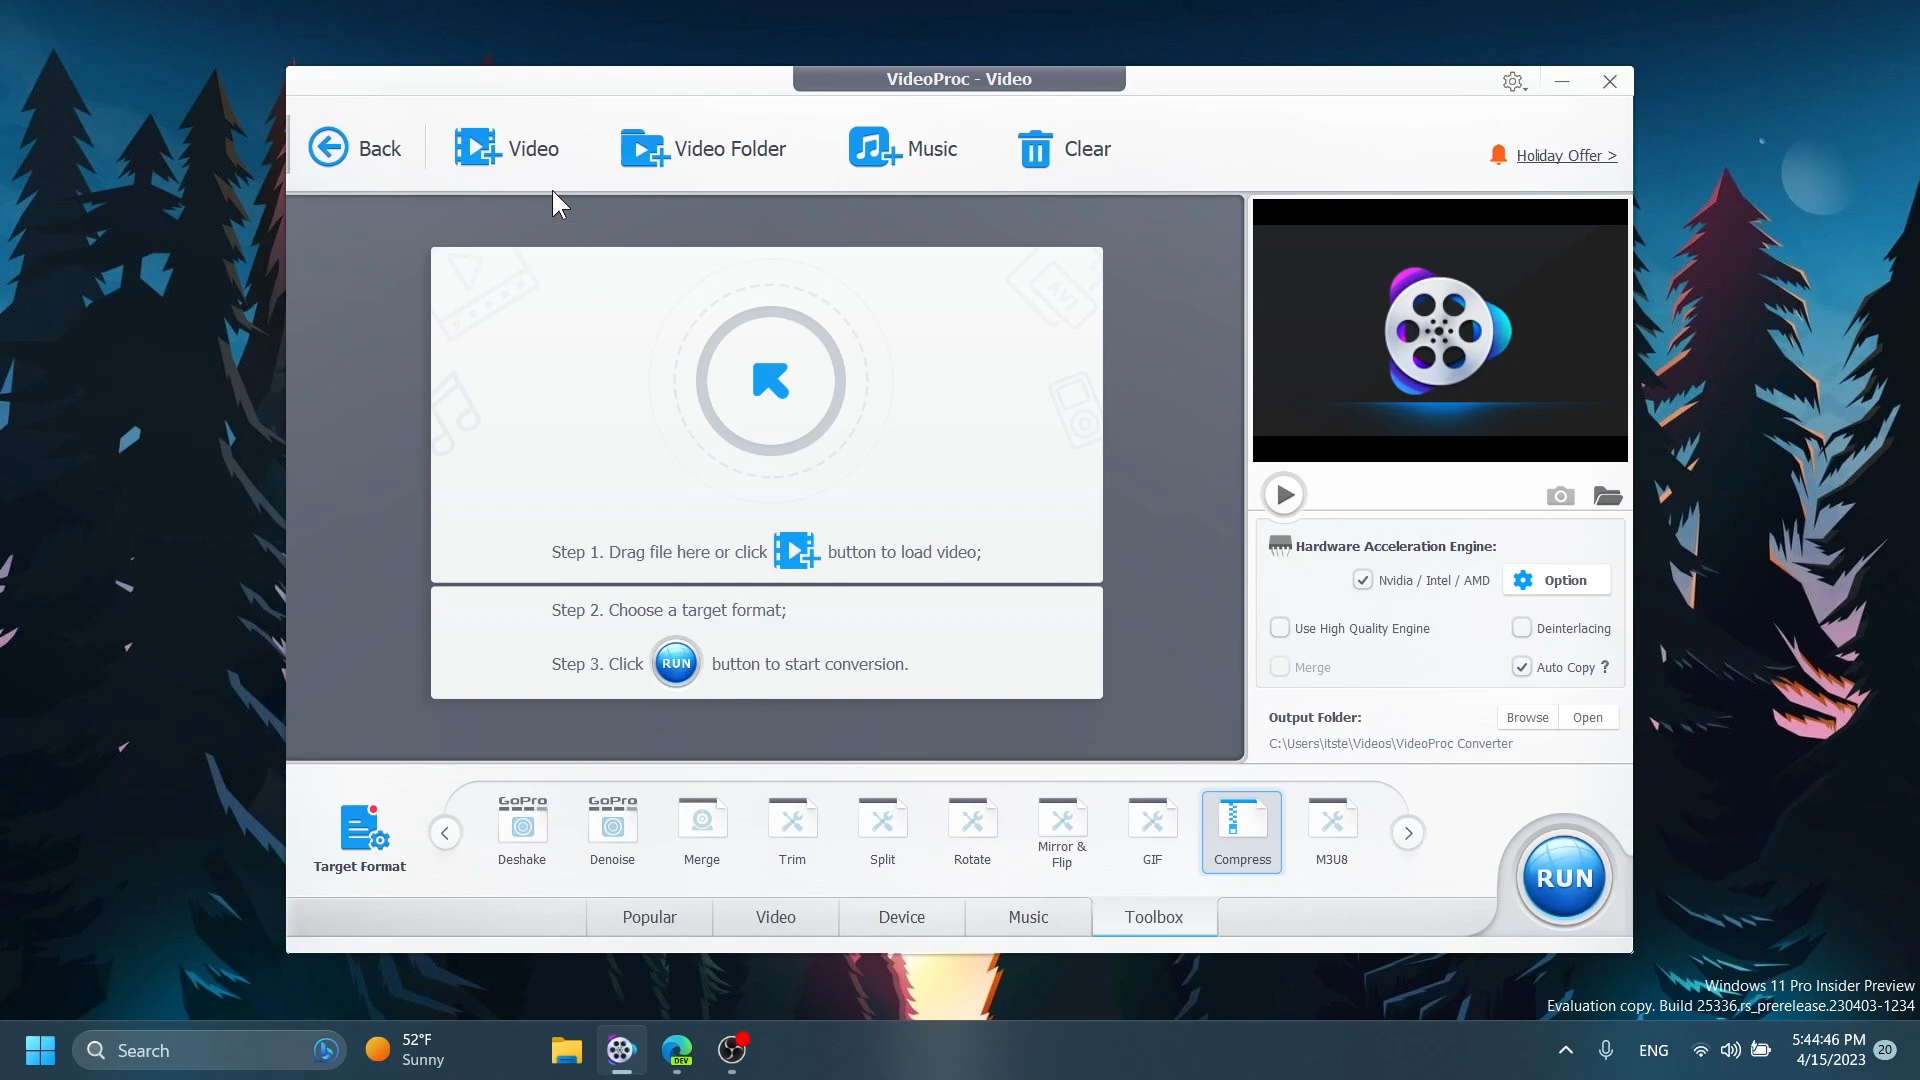 VideoProc - Video
Back
Video
Video Folder
Music
Clear
Holiday Offer >
AVI
Step 1. Drag file here or click button to load video;
Step 2. Choose a target format;
Step 3. Click RUN button to start conversion.
Hardware Acceleration Engine:
Nvidia / Intel / AMD
Option
Use High Quality Engine
Deinterlacing
Merge
Auto Copy ?
Output Folder:
Browse
Open
C:\Users\itste\Videos\VideoProc Converter
Target Format
GoPro
Deshake
GoPro
Denoise
Merge
Trim
Split
Rotate
Mirror &
Flip
GIF
Compress
M3U8
RUN
Popular
Video
Device
Music
Toolbox
Windows 11 Pro Insider Preview
Evaluation copy. Build 25336.rs_prerelease.230403-1234
Search
52°F
Sunny
DEV
ENG
5:44:46 PM
4/15/2023
20